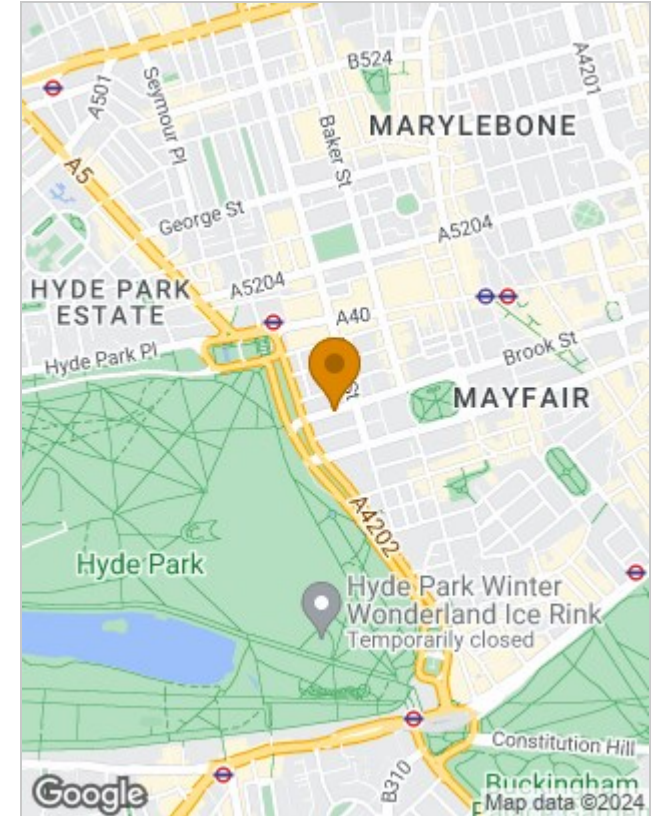 B524
A4201
A501
Seymour Pl
MARYLEBONE
Baker St
A5
George St
A5204
HYDE PARK
ESTATE
A5204
A40
Hyde Park Pl
Brook St
St
MAYFAIR
A4202
Hyde Park
Hyde Park Winter
Wonderland Ice Rink
Temporarily closed
Constitution Hill
B310
Buckingham
Google
Map data ©2024